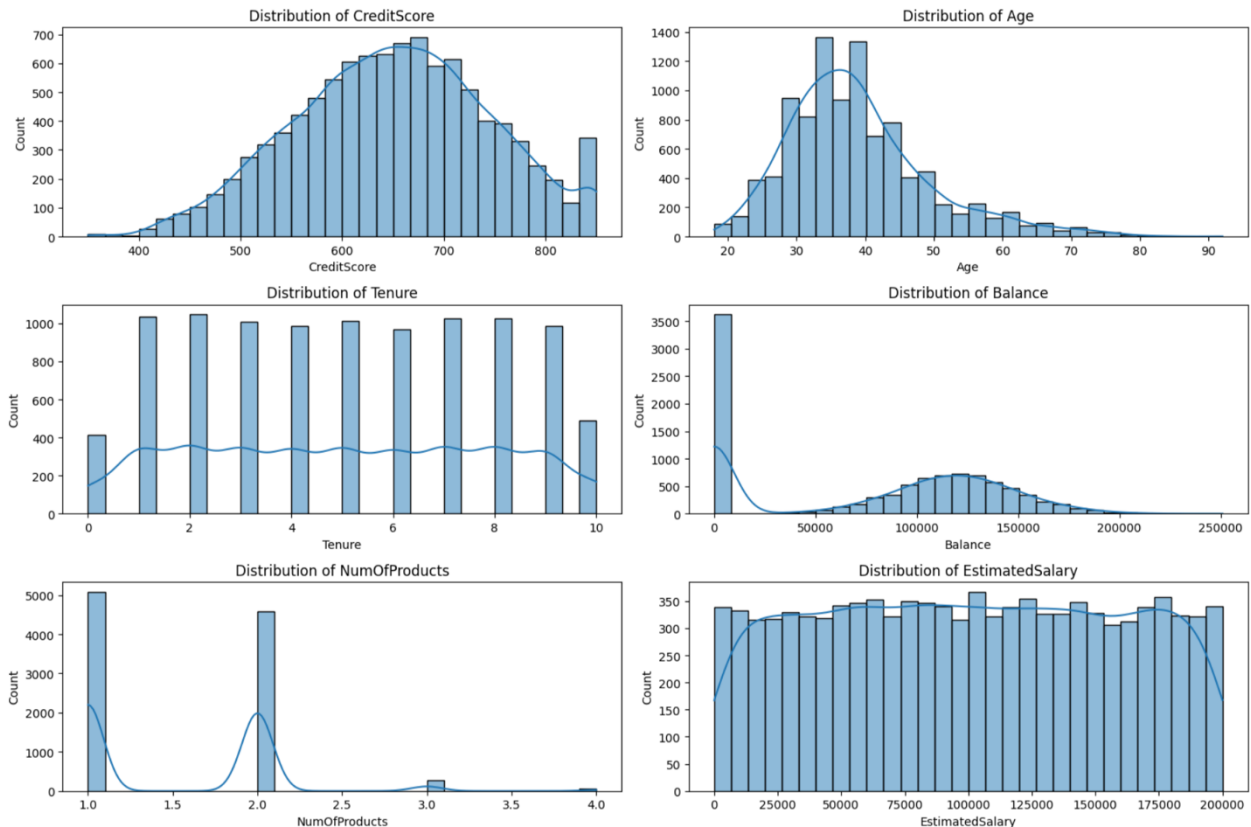 Distribution of CreditScore
Count
700
600
500
400
300
200
100
0
400 500 600 700 800
CreditScore
Distribution of Age
Count
1400
1200
1000
800
600
400
200
0
20 30 40 50 60 70 80 90
Age
Distribution of Tenure
Count
1000
800
600
400
200
0
0 2 4 6 8 10
Tenure
Distribution of Balance
Count
3500
3000
2500
2000
1500
1000
500
0
0 50000 100000 150000 200000 250000
Balance
Distribution of NumOfProducts
Count
5000
4000
3000
2000
1000
0
1.0 1.5 2.0 2.5 3.0 3.5 4.0
NumOfProducts
Distribution of EstimatedSalary
Count
350
300
250
200
150
100
50
0
0 25000 50000 75000 100000 125000 150000 175000 200000
EstimatedSalary